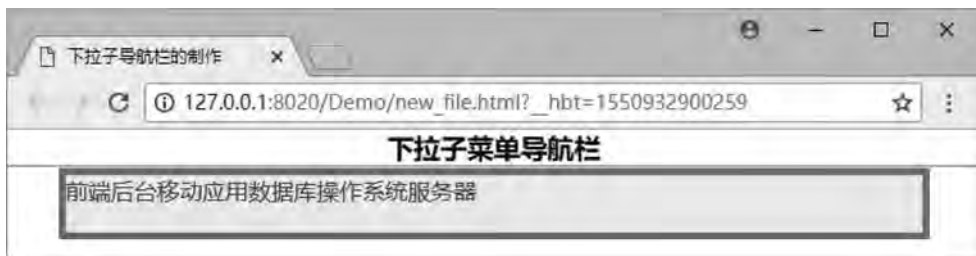 下拉子导航栏的制作
127.0.0.1:8020/Demo/new_file.html?__hbt=1550932900259
下拉子菜单导航栏
前端后台移动应用数据库操作系统服务器